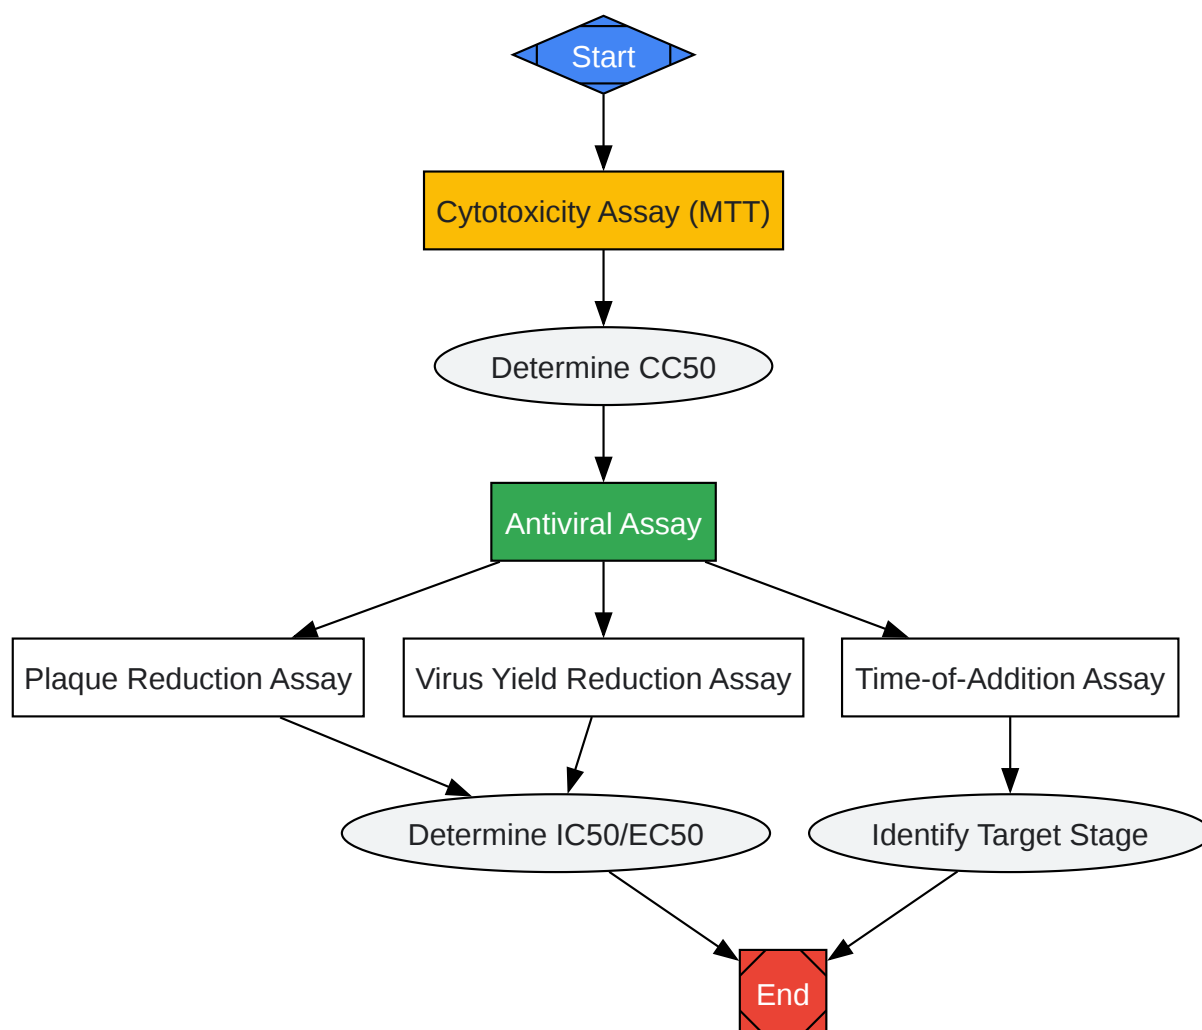 Start
Cytotoxicity Assay (MTT)
Determine CC50
Antiviral Assay
Plaque Reduction Assay
Virus Yield Reduction Assay
Time-of-Addition Assay
Determine IC50/EC50
Identify Target Stage
End